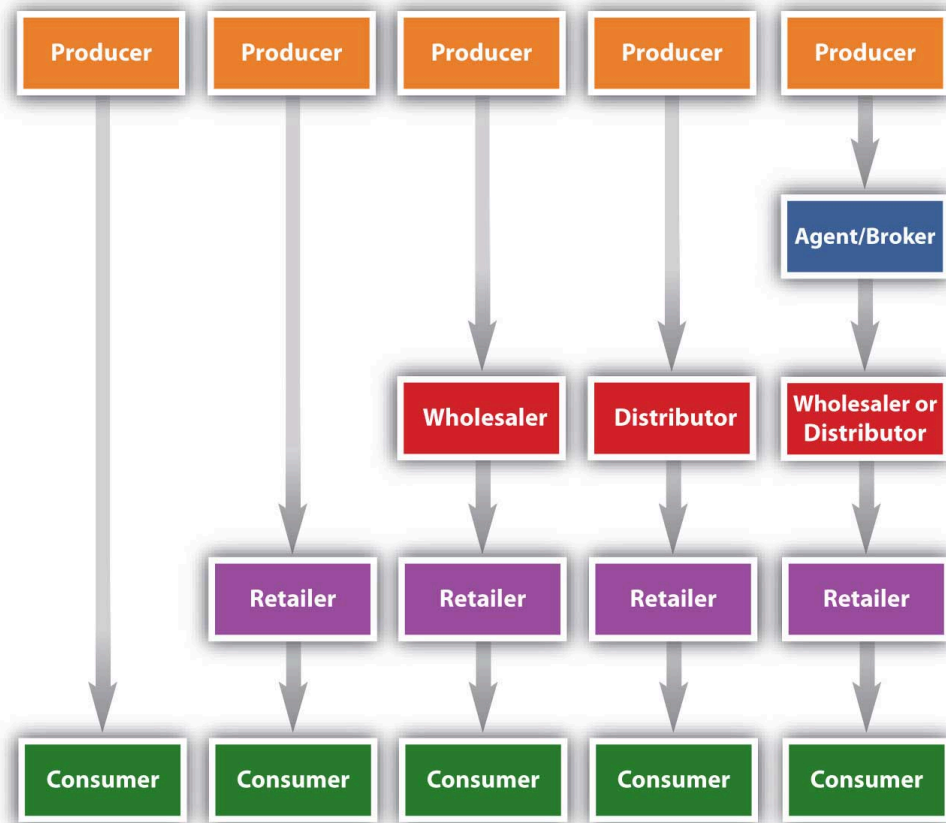 Producer
Producer
Producer
Producer
Producer
Agent/Broker
Wholesaler
Distributor
Wholesaler or
Distributor
Retailer
Retailer
Retailer
Retailer
Consumer
Consumer
Consumer
Consumer
Consumer